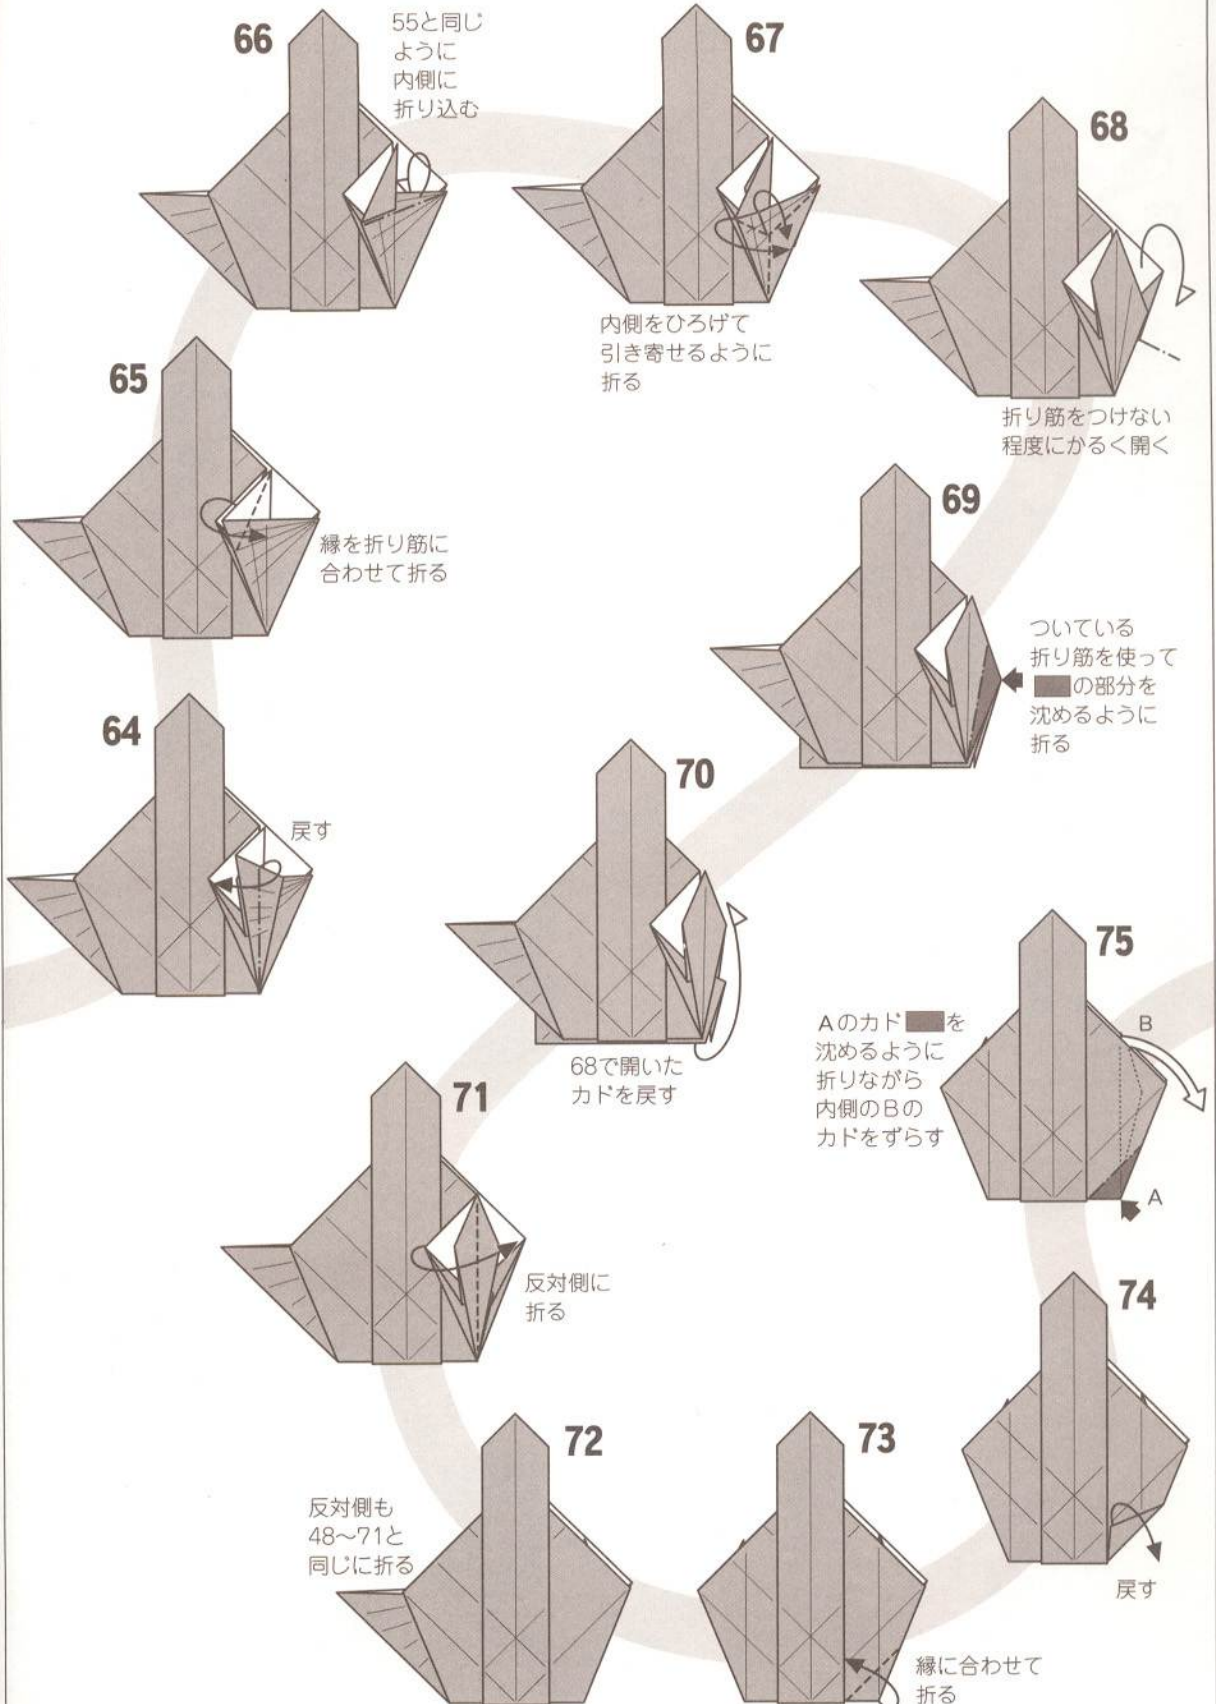 64
戻す
65
縁を折り筋に
合わせて折る
66
55と同じ
ように
内側に
折り込む
67
内側をひろげて
引き寄せるように
折る
68
折り筋をつけない
程度にかるく開く
69
ついている
折り筋を使って
の部分を
沈めるように
折る
70
68で開いた
カドを戻す
71
反対側に
折る
72
反対側も
48〜71と
同じに折る
73
縁に合わせて
折る
74
戻す
75
Aのカド を
沈めるように
折りながら
内側のBの
カドをずらす
B
A